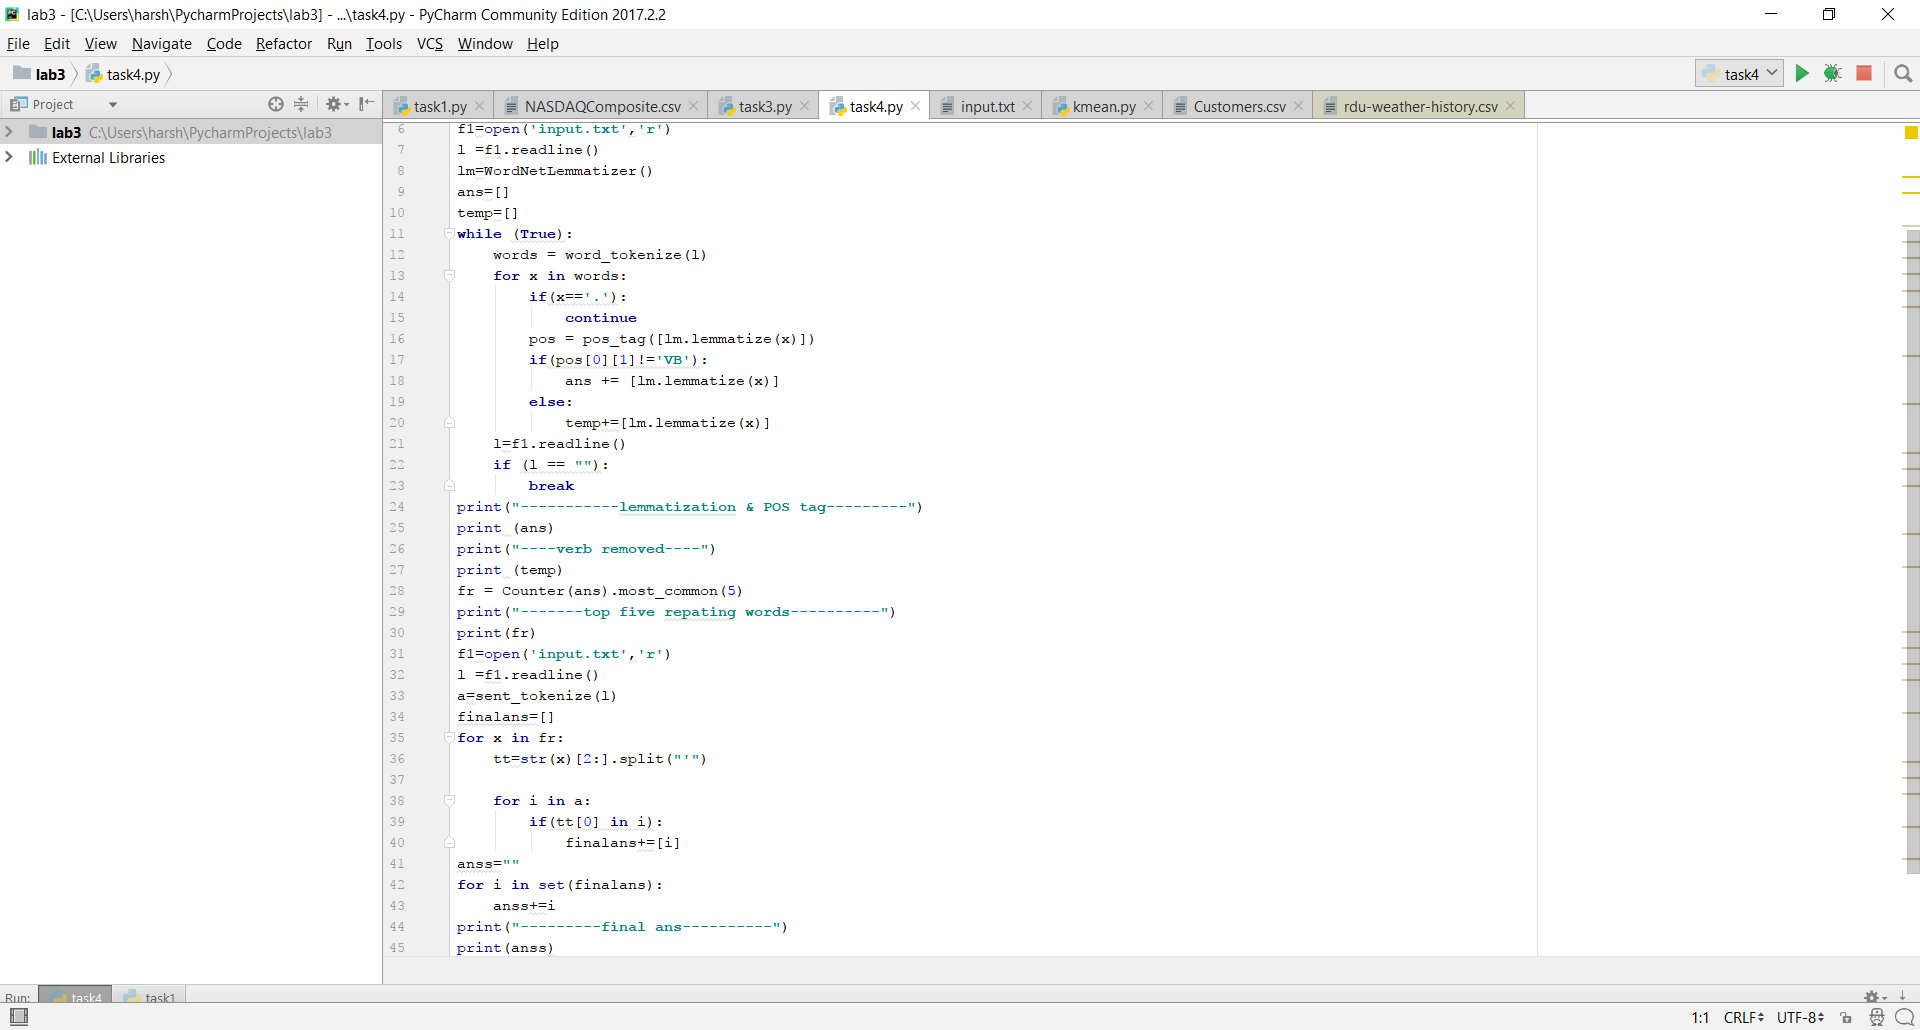 lab3 - [C:\Users\harsh\PycharmProjects\lab3] - ...\task4.py - PyCharm Community Edition 2017.2.2
File Edit View Navigate Code Refactor Run Tools VCS Window Help
lab3 task4.py
task4
Project
task1.py NASDAQComposite.csv task3.py task4.py input.txt kmean.py Customers.csv rdu-weather-history.csv
lab3 C:\Users\harsh\PycharmProjects\lab3
External Libraries
6 f1=open('input.txt','r')
7 l =f1.readline()
8 lm=WordNetLemmatizer()
9 ans=[]
10 temp=[]
11 while (True):
12     words = word_tokenize(l)
13     for x in words:
14         if(x=='.'):
15             continue
16         pos = pos_tag([lm.lemmatize(x)])
17         if(pos[0][1]!='VB'):
18             ans += [lm.lemmatize(x)]
19         else:
20             temp+=[lm.lemmatize(x)]
21     l=f1.readline()
22     if (l == ""):
23         break
24 print("-----------lemmatization & POS tag---------")
25 print (ans)
26 print("----verb removed----")
27 print (temp)
28 fr = Counter(ans).most_common(5)
29 print("-------top five repating words----------")
30 print(fr)
31 f1=open('input.txt','r')
32 l =f1.readline()
33 a=sent_tokenize(l)
34 finalans=[]
35 for x in fr:
36     tt=str(x)[2:].split("'")
37
38     for i in a:
39         if(tt[0] in i):
40             finalans+=[i]
41 anss=""
42 for i in set(finalans):
43     anss+=i
44 print("---------final ans----------")
45 print(anss)
Run: task4 task1
1:1 CRLF UTF-8